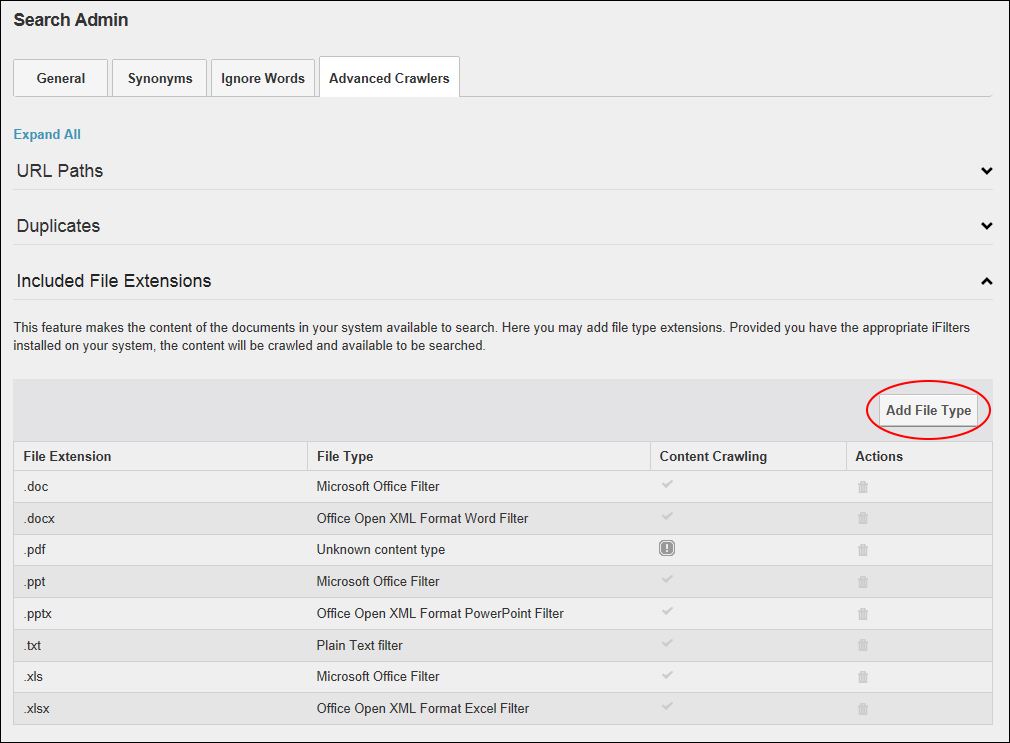 Search Admin
General Synonyms Ignore Words Advanced Crawlers
Expand All
URL Paths
Duplicates
Included File Extensions
This feature makes the content of the documents in your system available to search. Here you may add file type extensions. Provided you have the appropriate iFilters
installed on your system, the content will be crawled and available to be searched.
Add File Type
File Extension File Type Content Crawling Actions
.doc Microsoft Office Filter
.docx Office Open XML Format Word Filter
.pdf Unknown content type
.ppt Microsoft Office Filter
.pptx Office Open XML Format PowerPoint Filter
.txt Plain Text filter
.xls Microsoft Office Filter
.xlsx Office Open XML Format Excel Filter